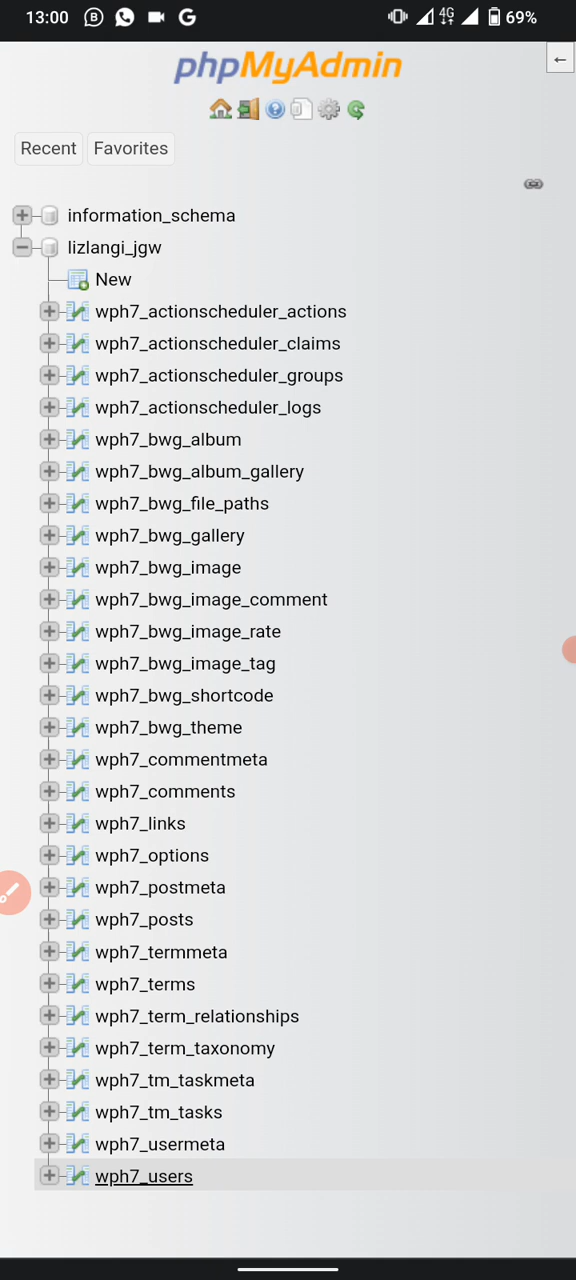 13:00 4G 69%
phpMyAdmin
Recent Favorites
information_schema
lizlangi_jgw
New
wph7_actionscheduler_actions
wph7_actionscheduler_claims
wph7_actionscheduler_groups
wph7_actionscheduler_logs
wph7_bwg_album
wph7_bwg_album_gallery
wph7_bwg_file_paths
wph7_bwg_gallery
wph7_bwg_image
wph7_bwg_image_comment
wph7_bwg_image_rate
wph7_bwg_image_tag
wph7_bwg_shortcode
wph7_bwg_theme
wph7_commentmeta
wph7_comments
wph7_links
wph7_options
wph7_postmeta
wph7_posts
wph7_termmeta
wph7_terms
wph7_term_relationships
wph7_term_taxonomy
wph7_tm_taskmeta
wph7_tm_tasks
wph7_usermeta
wph7_users